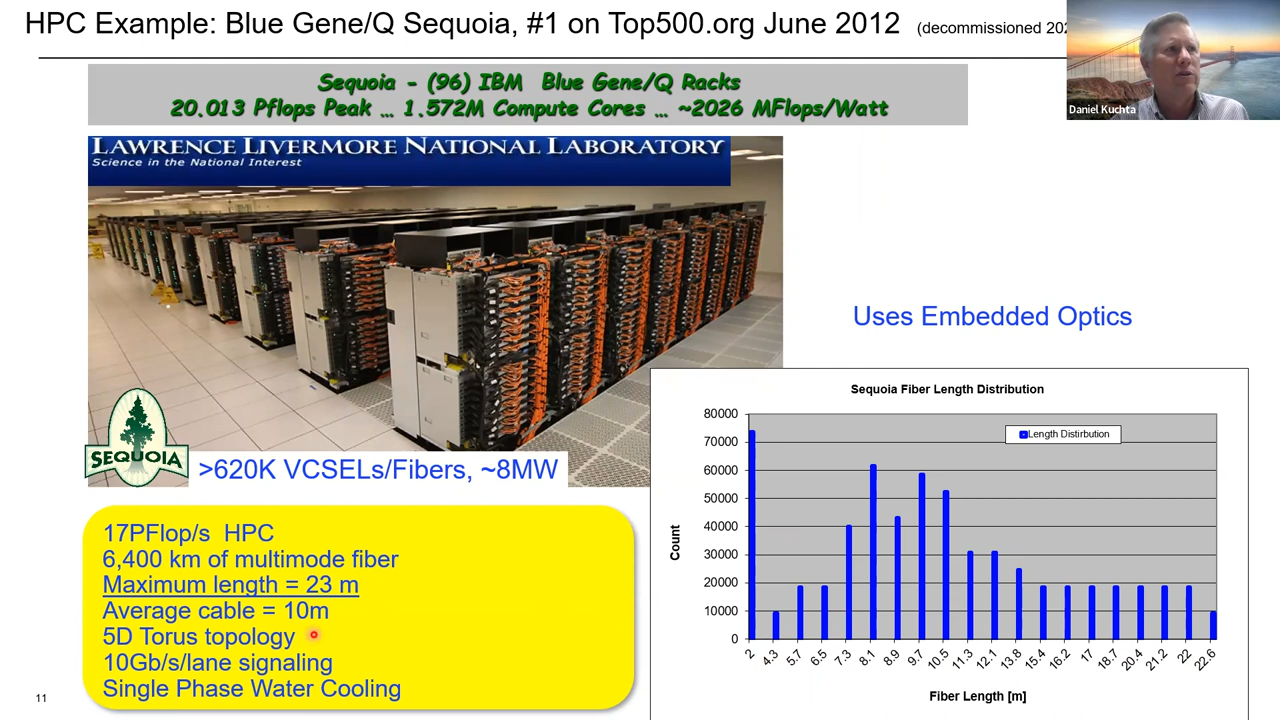 HPC Example: Blue Gene/Q Sequoia, #1 on Top500.org June 2012 (decommissioned
Daniel Kuchta
Sequoia - (96) IBM Blue Gene/Q Racks
20.013 Pflops Peak ... 1.572M Compute Cores ... ~2026 MFlops/Watt
LAWRENCE LIVERMORE NATIONAL LABORATORY
Science in the National Interest
Uses Embedded Optics
SEQUOIA
>620K VCSELs/Fibers, ~8MW
17PFlop/s HPC
6,400 km of multimode fiber
Maximum length = 23 m
Average cable = 10m
5D Torus topology
10Gb/s/lane signaling
Single Phase Water Cooling
Sequoia Fiber Length Distribution
Length Distirbution
80000
70000
60000
50000
40000
30000
20000
10000
0
Count
2 4.3 5.7 6.5 7.3 8.1 8.9 9.7 10.5 11.3 12.1 13.8 15.4 16.2 17 18.7 20.4 21.2 22 22.6
Fiber Length [m]
11